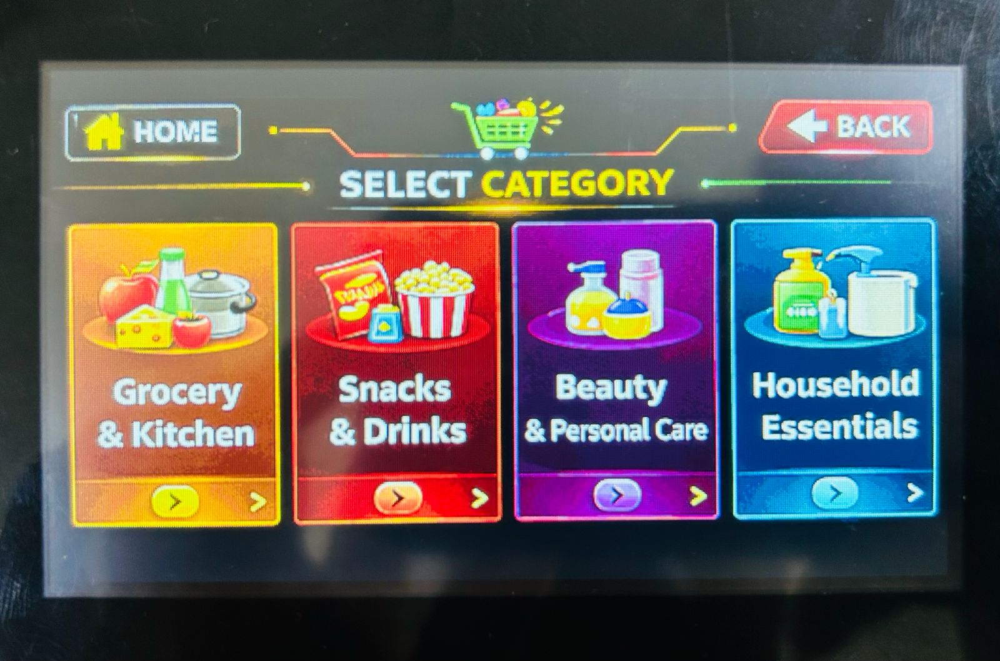 HOME
BACK
SELECT CATEGORY
Grocery
& Kitchen
Snacks
& Drinks
Beauty
& Personal Care
Household
Essentials